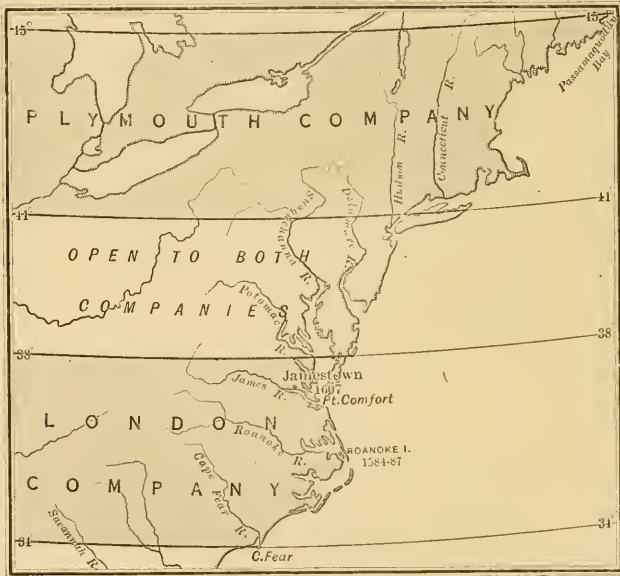 45°
45°
Passamaquoddy
Bay
PLYMOUTH COMPANY
Hudson R.
Connecticut R.
41°
41
Susquehanna R.
Delaware R.
OPEN TO BOTH
COMPANIES
Potomac R.
38°
38
Jamestown
1607
Pt. Comfort
James R.
LONDON
Roanoke R.
ROANOKE I.
1584-87
COMPANY
Cape Fear R.
Savannah R.
34°
34
C. Fear